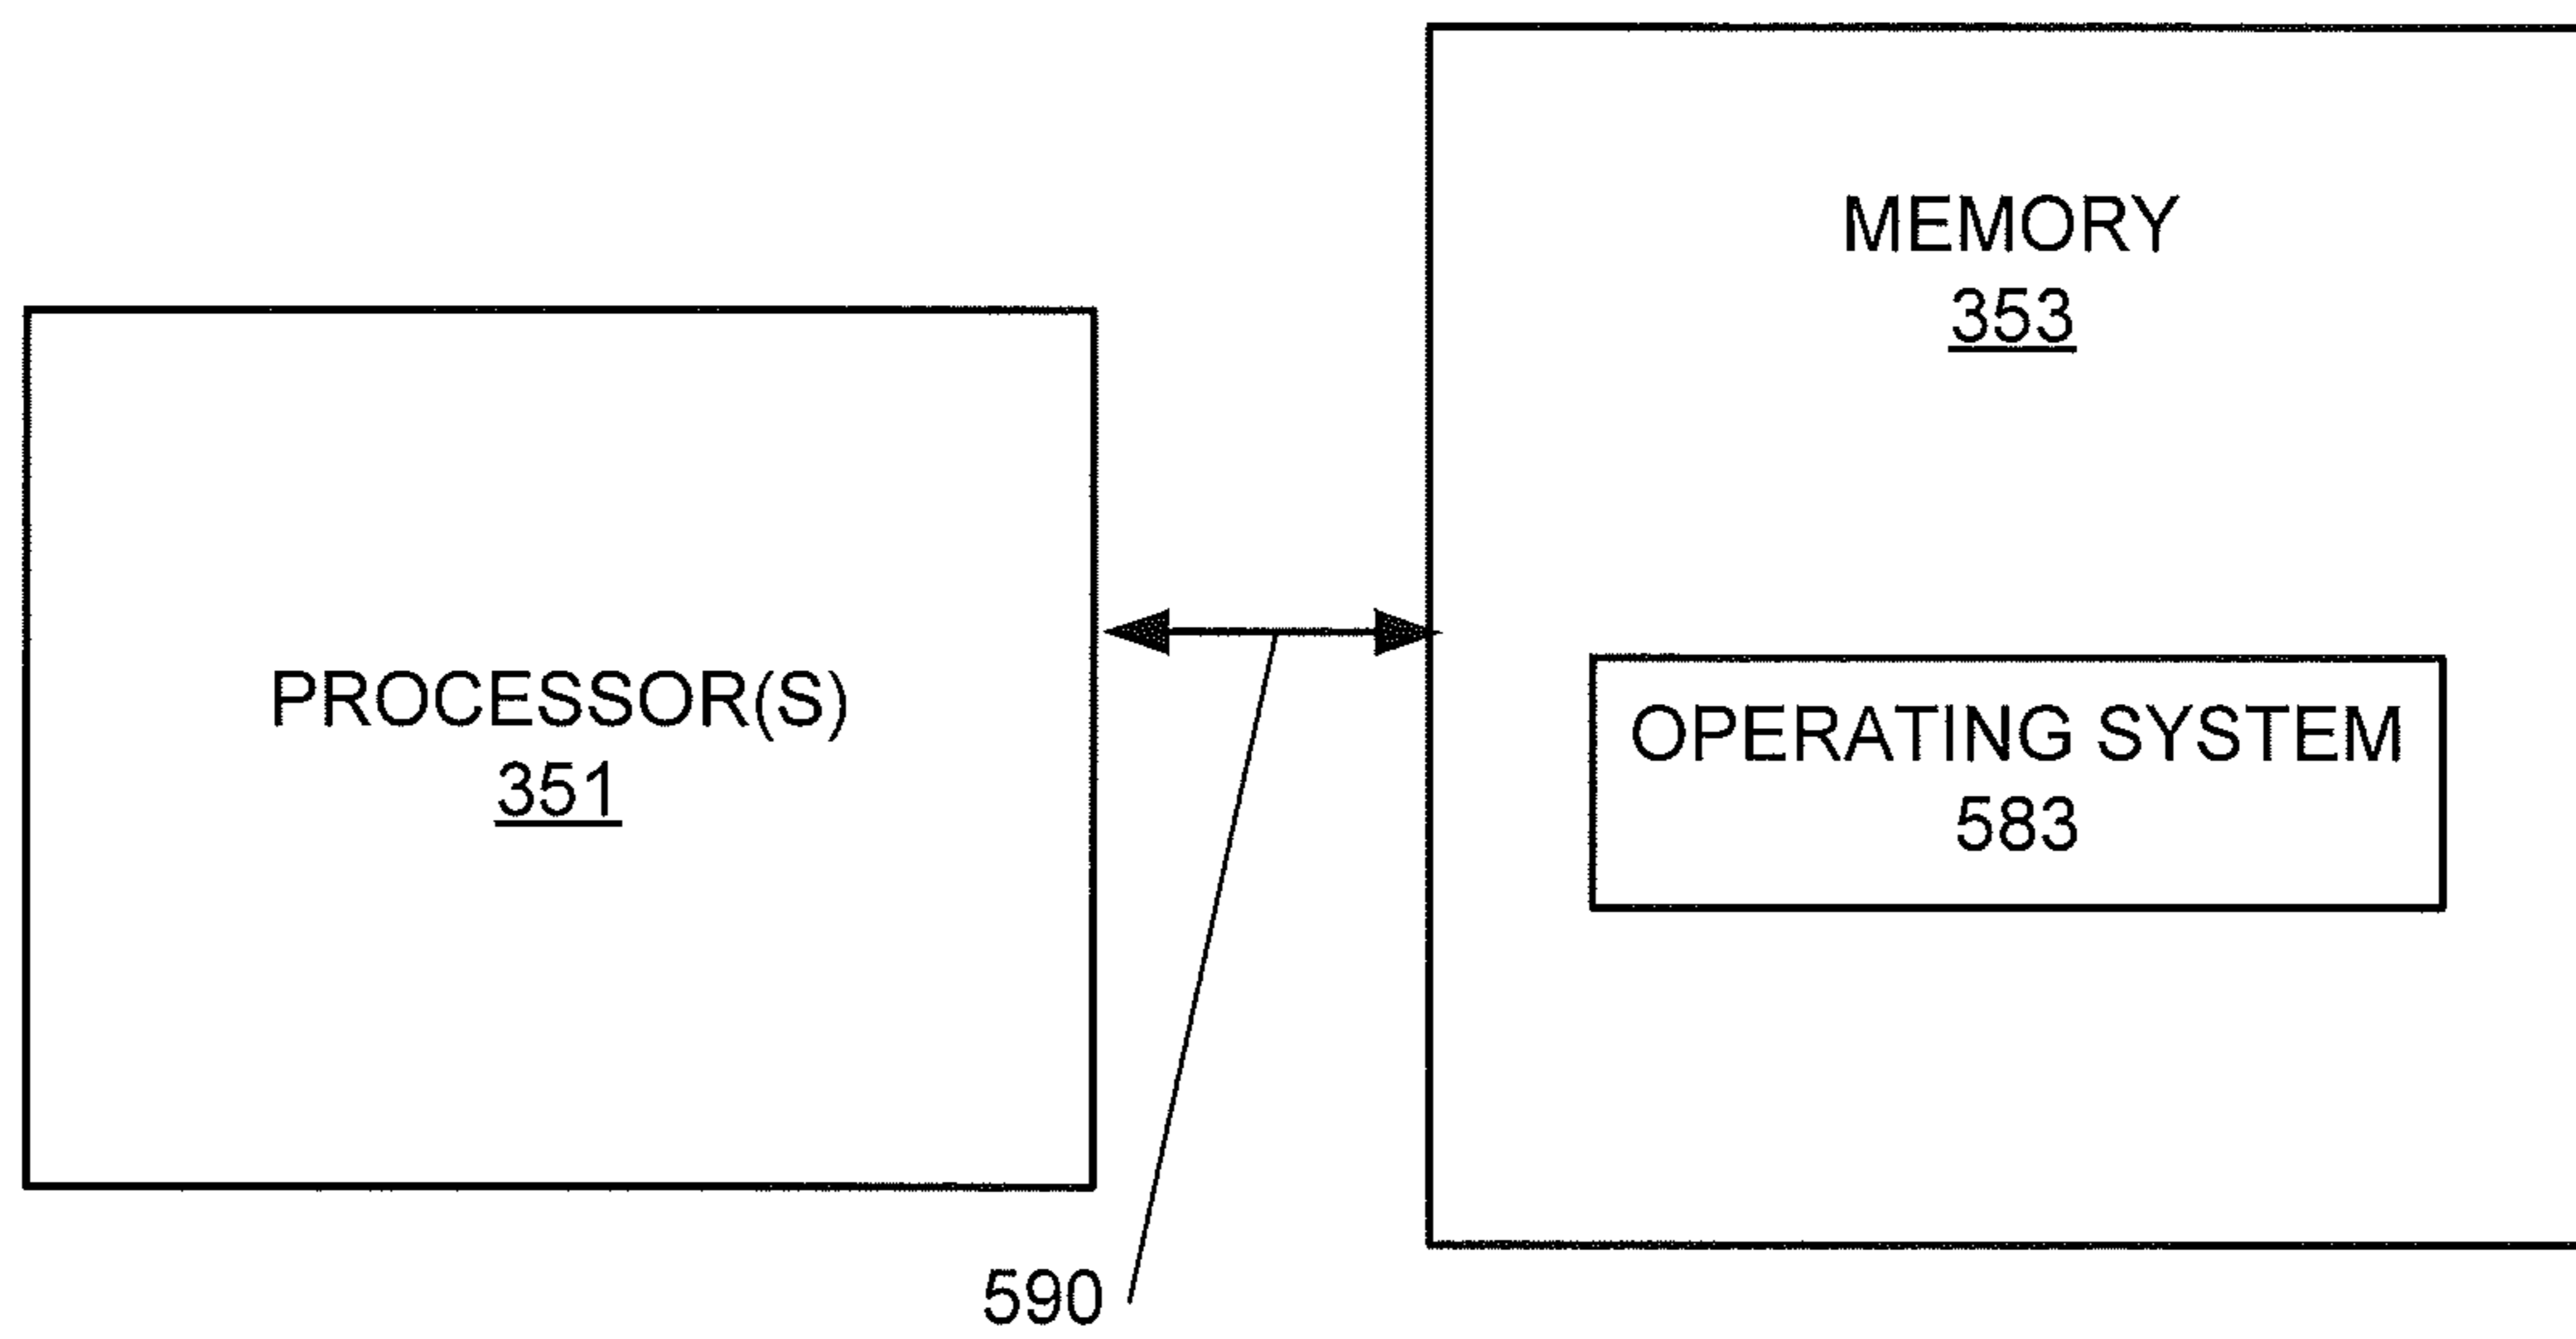 MEMORY
353
PROCESSOR(S)
351
OPERATING SYSTEM
583
590